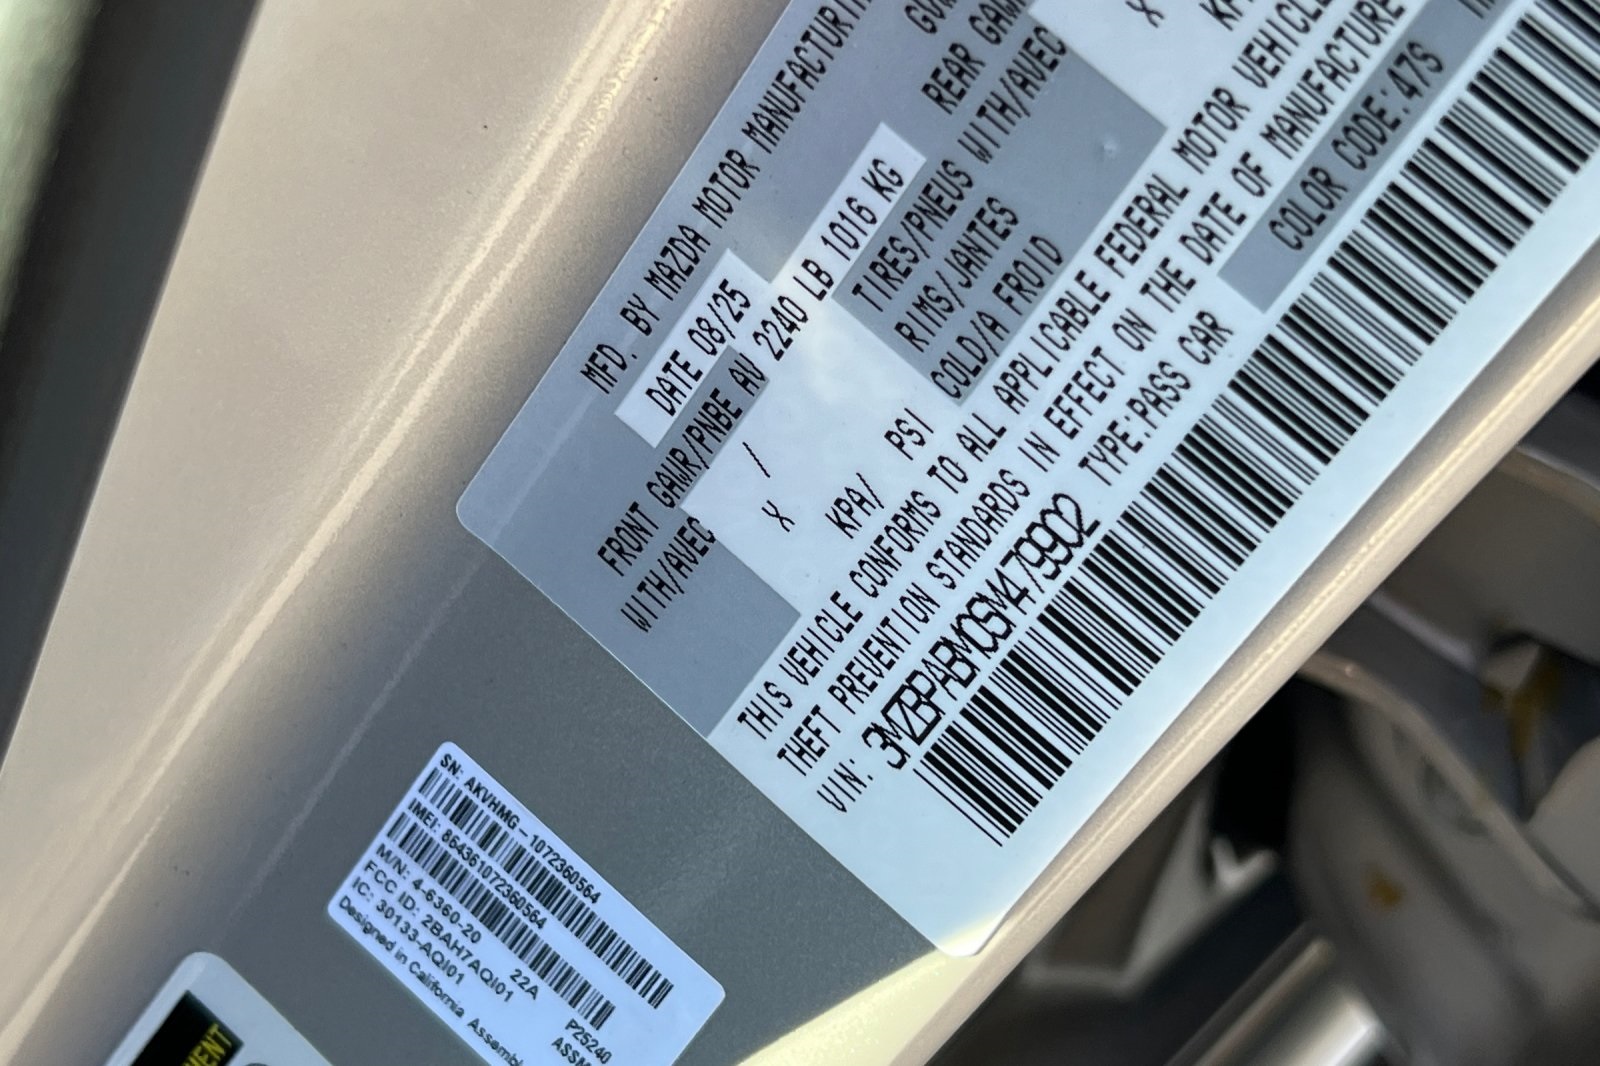 MFD. BY MAZDA MOTOR
DATE 08/25
FRONT GAWR/PNBE AV 2240 LB 1016 KG
WITH/AVEC / TIRES/PNEUS
X RIMS/JANTES
KPA/ PSI COLD/A FROID
REAR
WITH/AVEC
X
THIS VEHICLE CONFORMS TO ALL APPLICABLE FEDERAL MOTOR VEHICLE
THEFT PREVENTION STANDARDS IN EFFECT ON THE DATE OF MANUFACTURE
VIN: TYPE:PASS CAR COLOR CODE:47S
SN: AKVHMG-1072360564
IMEI: 864361072360564
M/N: 4-6360-20 22A
FCC ID: 2BAH7AQI01
IC: 30133-AQI01 P25240
Designed in California